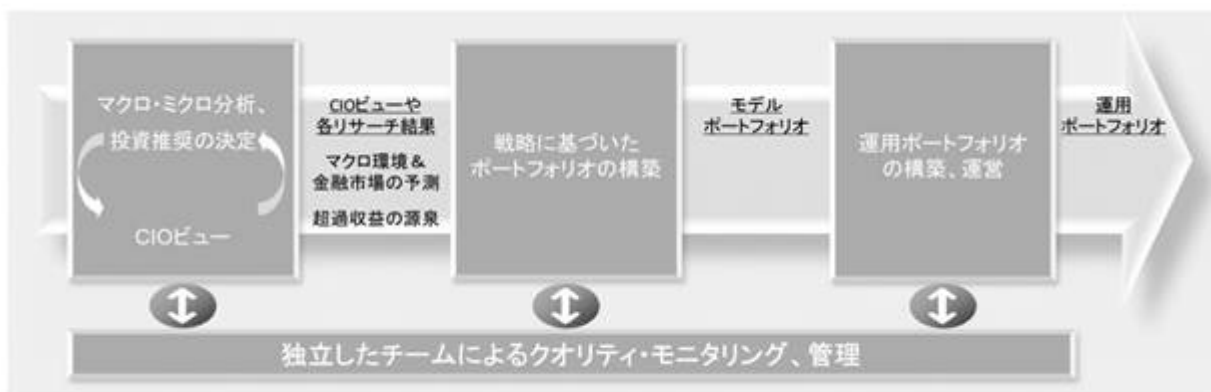 マクロ・ミクロ分析、
投資推奨の決定
CIOビュー
CIOビューや
各リサーチ結果
マクロ環境＆
金融市場の予測
超過収益の源泉
戦略に基づいた
ポートフォリオの構築
モデル
ポートフォリオ
運用ポートフォリオ
の構築、運営
運用
ポートフォリオ
独立したチームによるクオリティ・モニタリング、管理